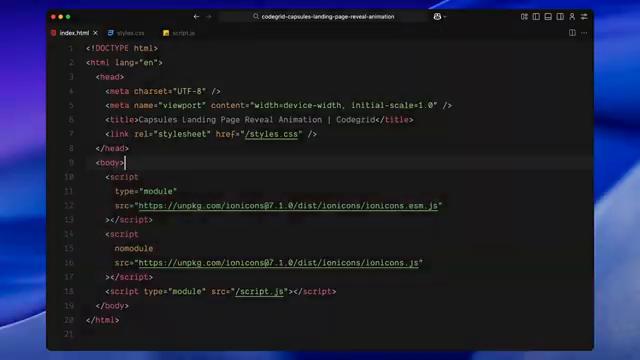 codegrid-capsules-landing-page-reveal-animation
index.html
styles.css
script.js
1 <!DOCTYPE html>
2 <html lang="en">
3 <head>
4 <meta charset="UTF-8" />
5 <meta name="viewport" content="width=device-width, initial-scale=1.0" />
6 <title>Capsules Landing Page Reveal Animation | Codegrid</title>
7 <link rel="stylesheet" href="/styles.css" />
8 </head>
9 <body>
10 <script
11 type="module"
12 src="https://unpkg.com/ionicons@7.1.0/dist/ionicons/ionicons.esm.js"
13 ></script>
14 <script
15 nomodule
16 src="https://unpkg.com/ionicons@7.1.0/dist/ionicons/ionicons.js"
17 ></script>
18 <script type="module" src="/script.js"></script>
19 </body>
20 </html>
21